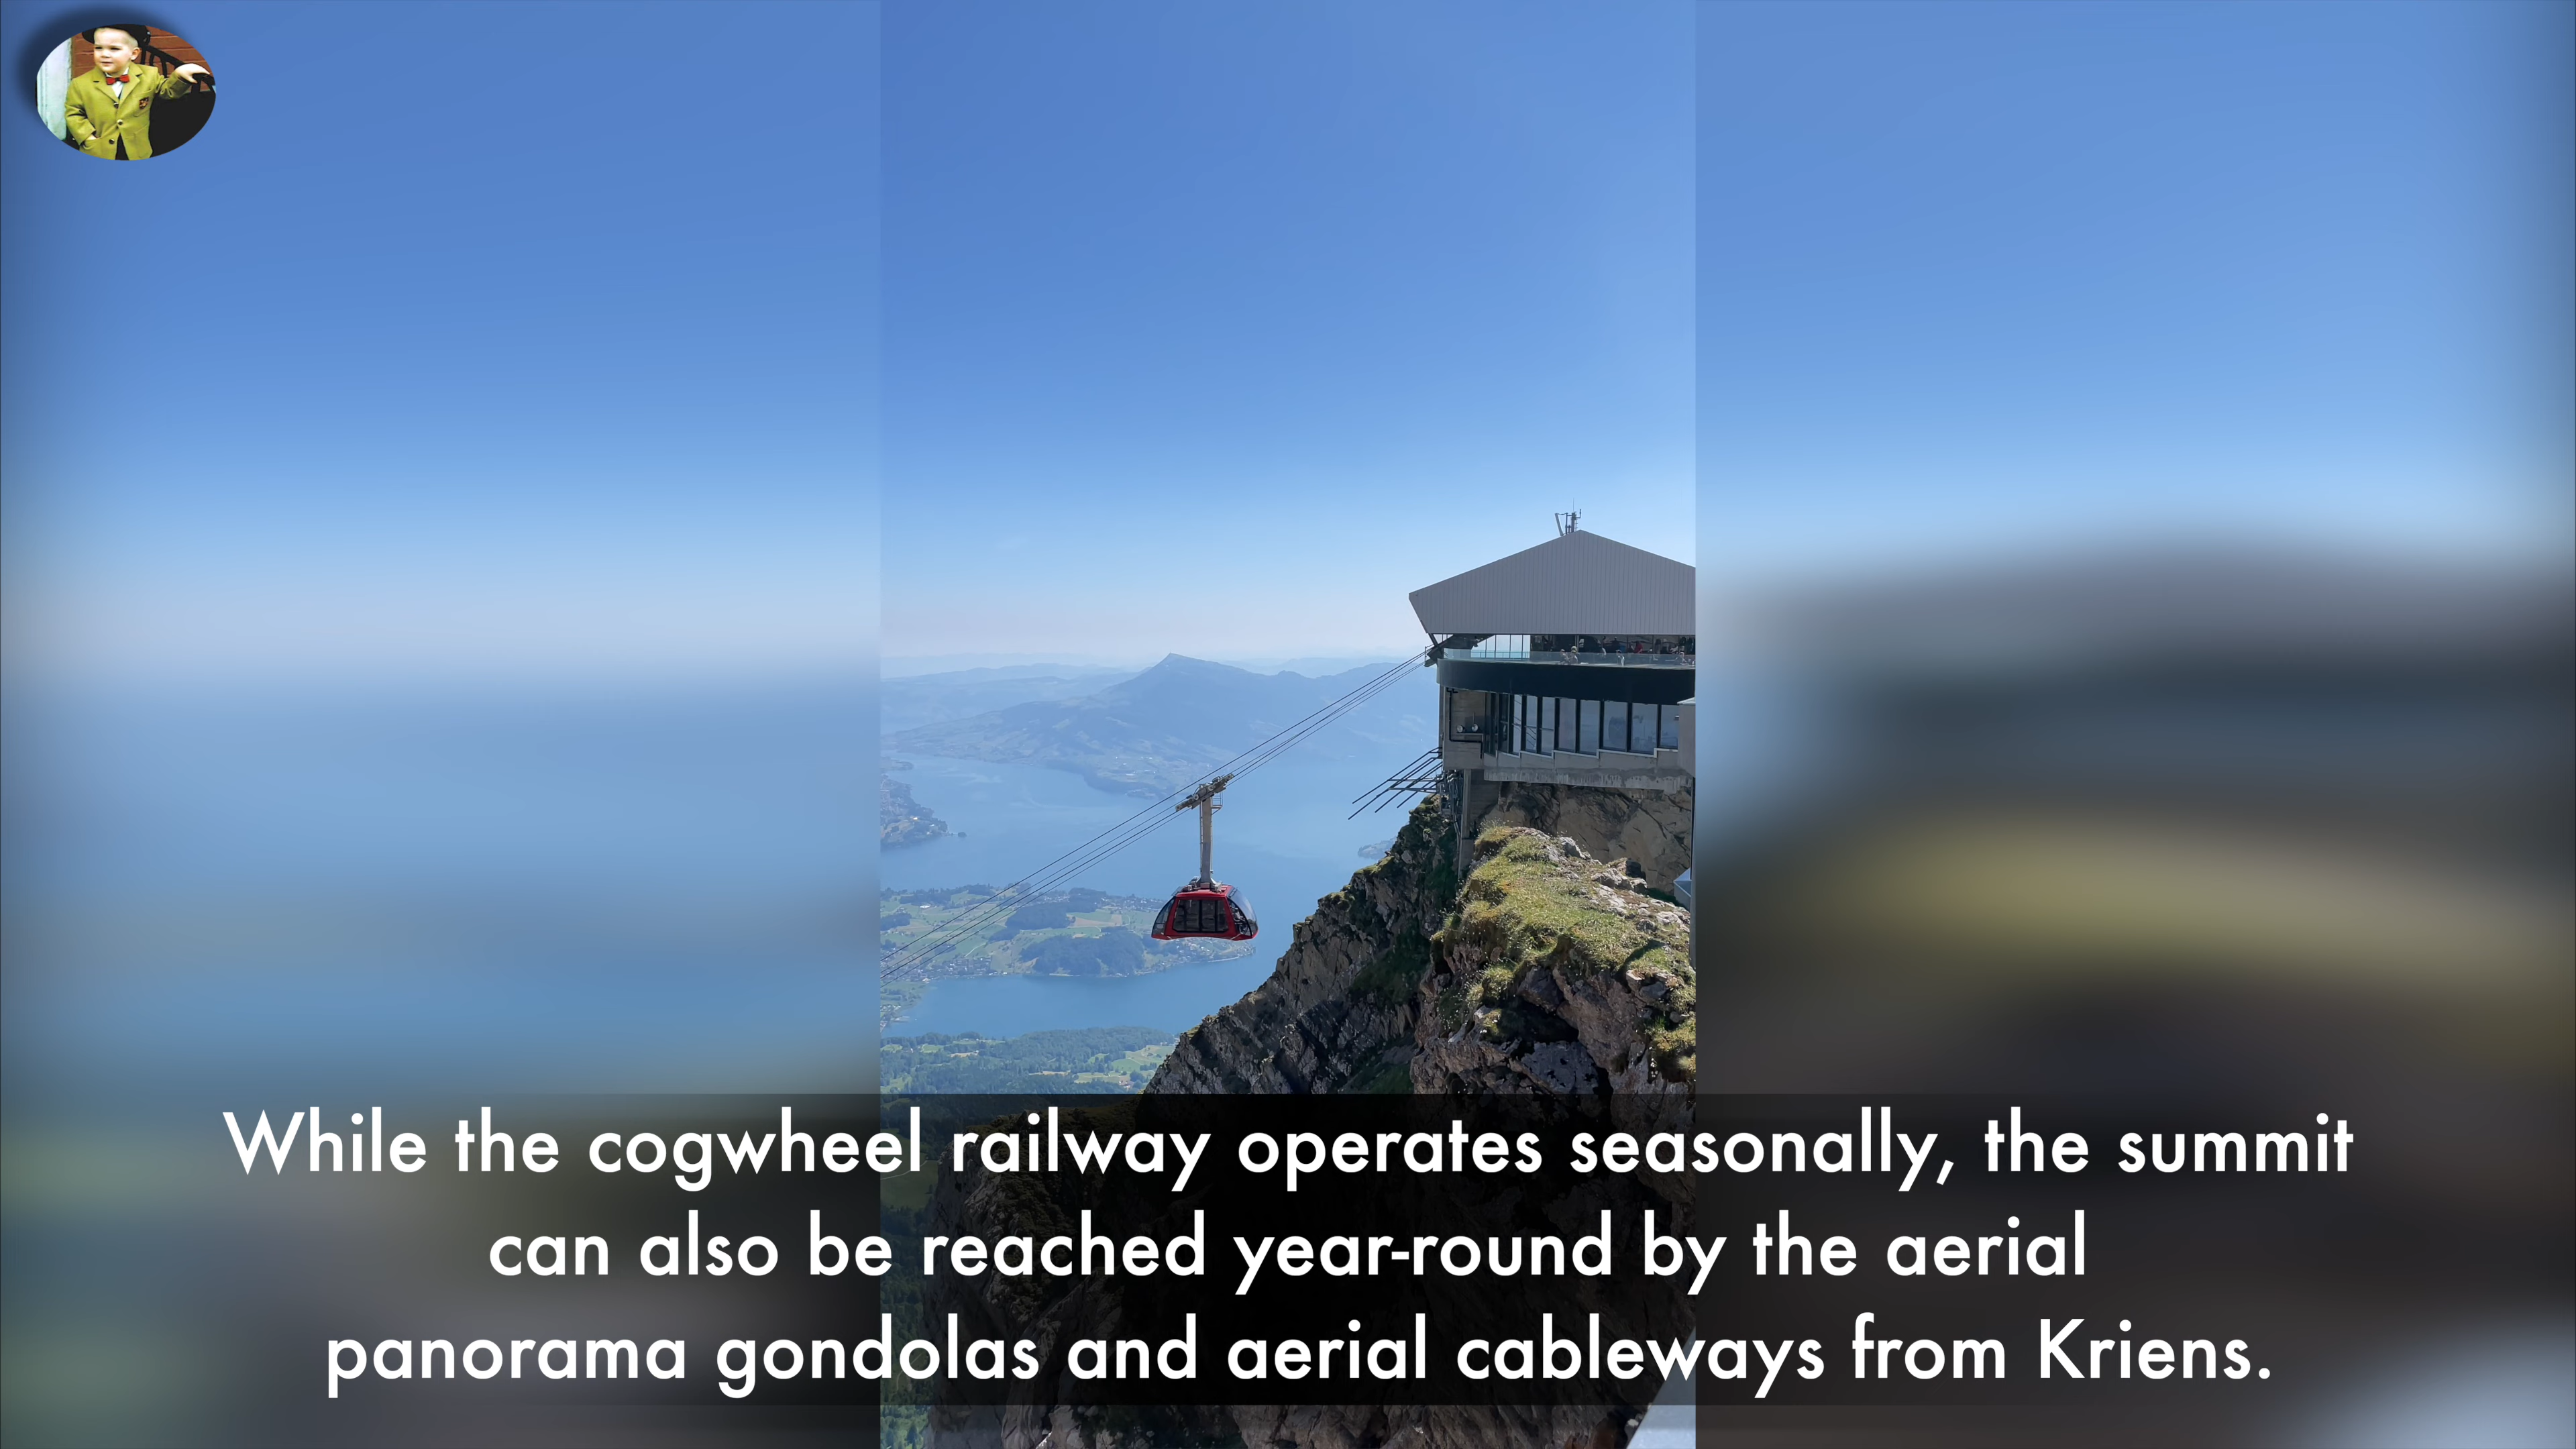 While the cogwheel railway operates seasonally, the summit
can also be reached year-round by the aerial
panorama gondolas and aerial cableways from Kriens.